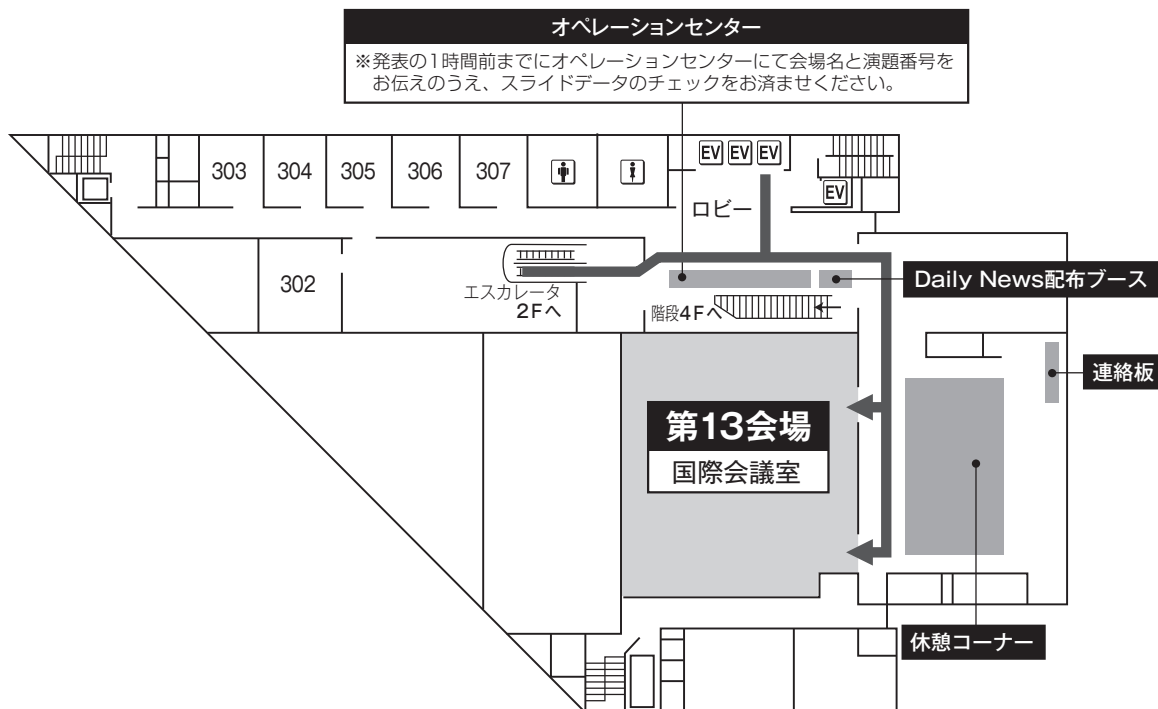 オペレーションセンター
※発表の1時間前までにオペレーションセンターにて会場名と演題番号を
お伝えのうえ、スライドデータのチェックをお済ませください。
303
304
305
306
307
EV
EV
EV
EV
ロビー
302
エスカレータ
2Fへ
階段4Fへ
Daily News配布ブース
連絡板
第13会場
国際会議室
休憩コーナー